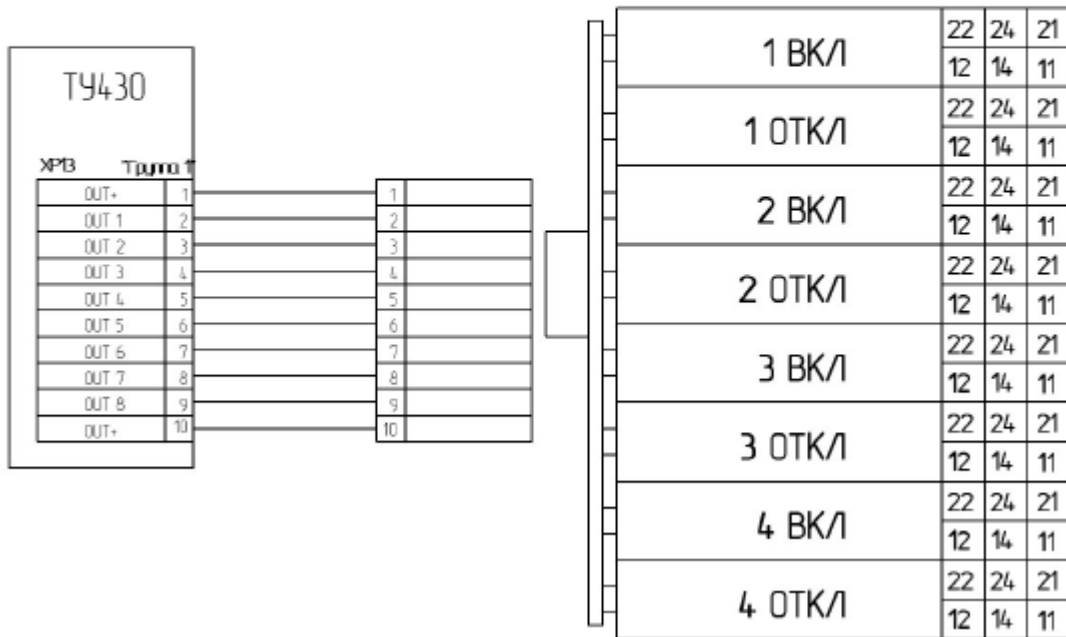 ТУ430
XP13 "Группа 1"
OUT+ 1 1
OUT 1 2 2
OUT 2 3 3
OUT 3 4 4
OUT 4 5 5
OUT 5 6 6
OUT 6 7 7
OUT 7 8 8
OUT 8 9 9
OUT+ 10 10
1 ВКЛ
22 24 21
12 14 11
1 ОТКЛ
22 24 21
12 14 11
2 ВКЛ
22 24 21
12 14 11
2 ОТКЛ
22 24 21
12 14 11
3 ВКЛ
22 24 21
12 14 11
3 ОТКЛ
22 24 21
12 14 11
4 ВКЛ
22 24 21
12 14 11
4 ОТКЛ
22 24 21
12 14 11